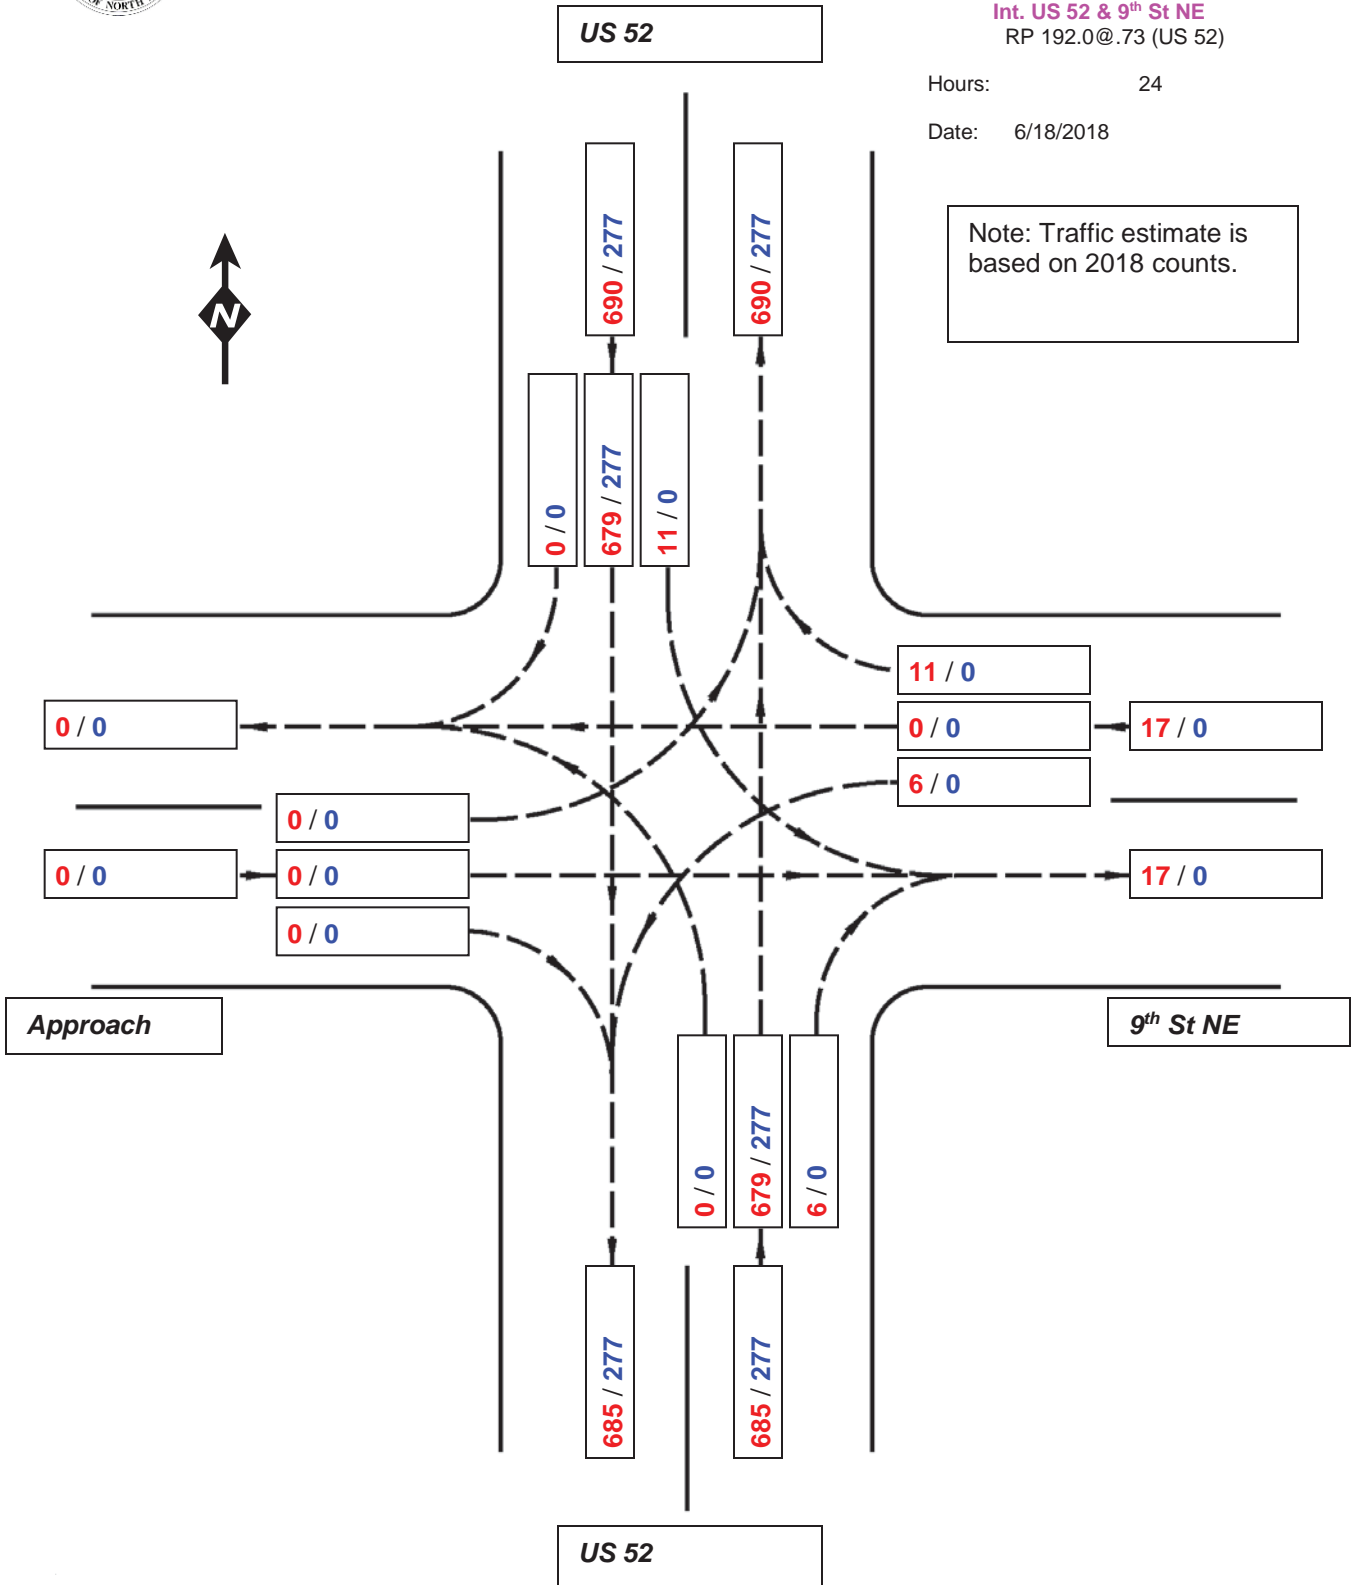 OF NORTH
US 52
Int. US 52 & 9th St NE
RP 192.0@.73 (US 52)
Hours: 24
Date: 6/18/2018
Note: Traffic estimate is
based on 2018 counts.
690 / 277
690 / 277
N
0 / 0
679 / 277
11 / 0
11 / 0
0 / 0
0 / 0
17 / 0
6 / 0
0 / 0
0 / 0
0 / 0
17 / 0
0 / 0
Approach
9th St NE
0 / 0
679 / 277
6 / 0
685 / 277
685 / 277
US 52